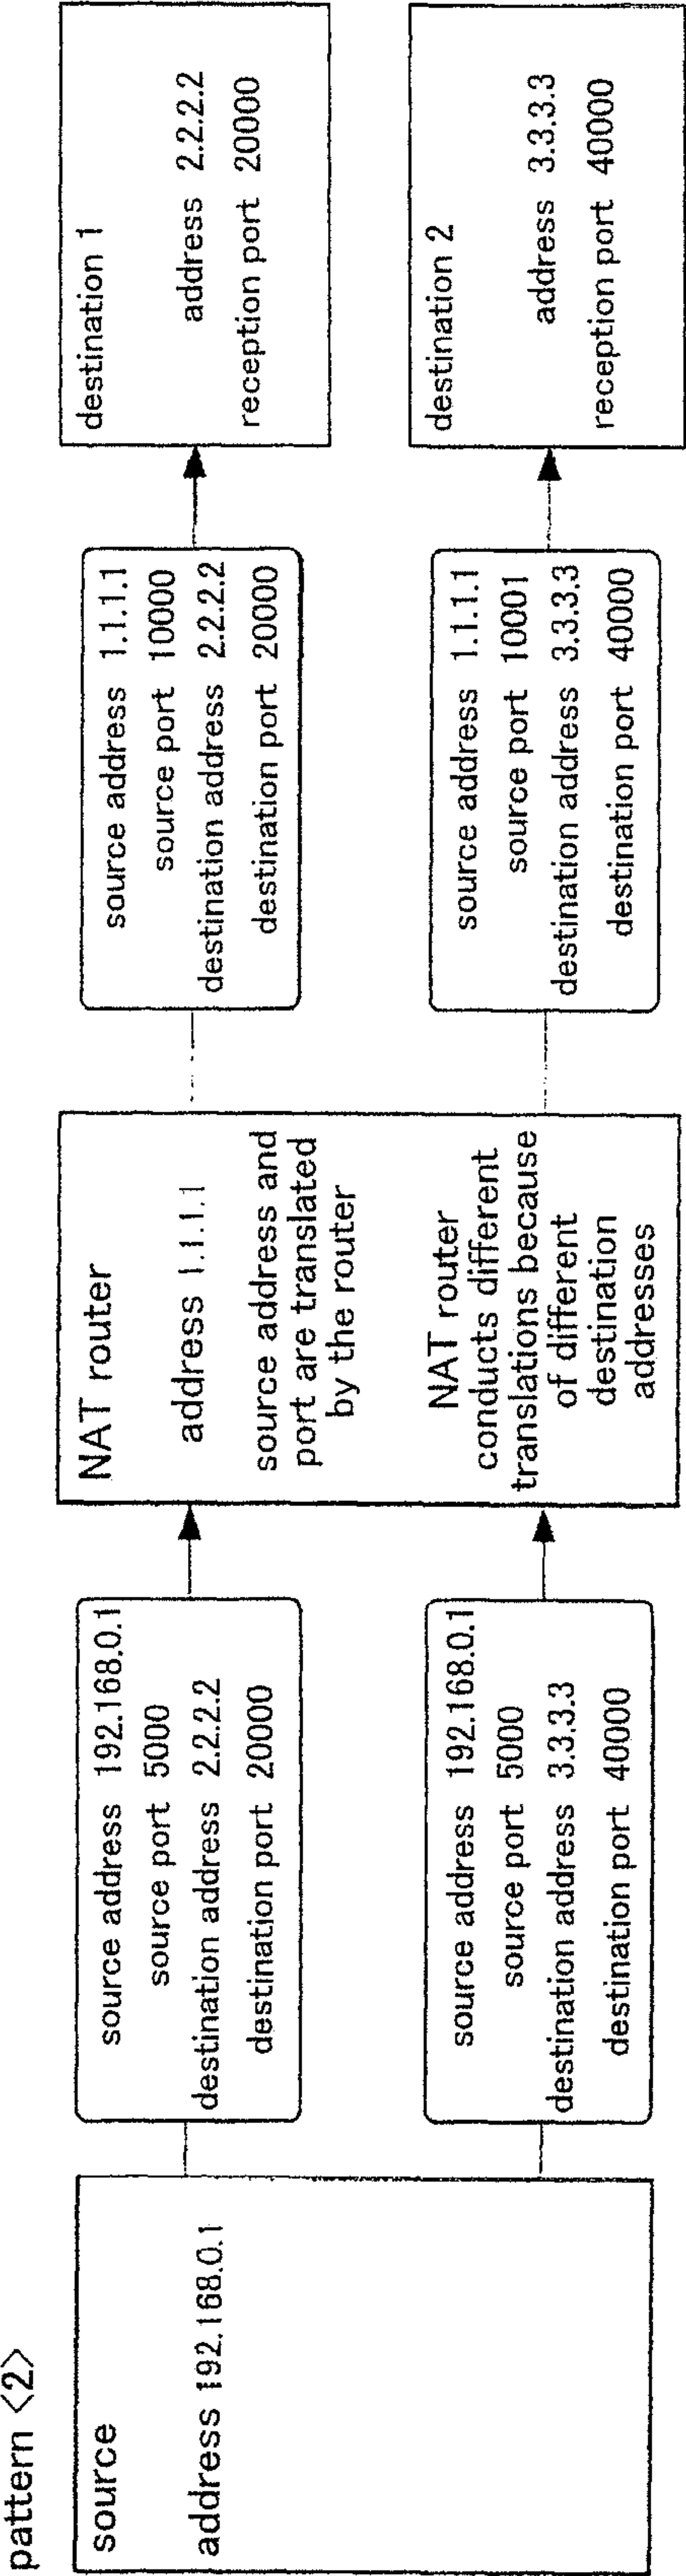 pattern <2>
source
address 192.168.0.1
source address 192.168.0.1
source port 5000
destination address 2.2.2.2
destination port 20000
source address 192.168.0.1
source port 5000
destination address 3.3.3.3
destination port 40000
NAT router
address 1.1.1.1
source address and
port are translated
by the router
NAT router
conducts different
translations because
of different
destination
addresses
source address 1.1.1.1
source port 10000
destination address 2.2.2.2
destination port 20000
source address 1.1.1.1
source port 10001
destination address 3.3.3.3
destination port 40000
destination 1
address 2.2.2.2
reception port 20000
destination 2
address 3.3.3.3
reception port 40000